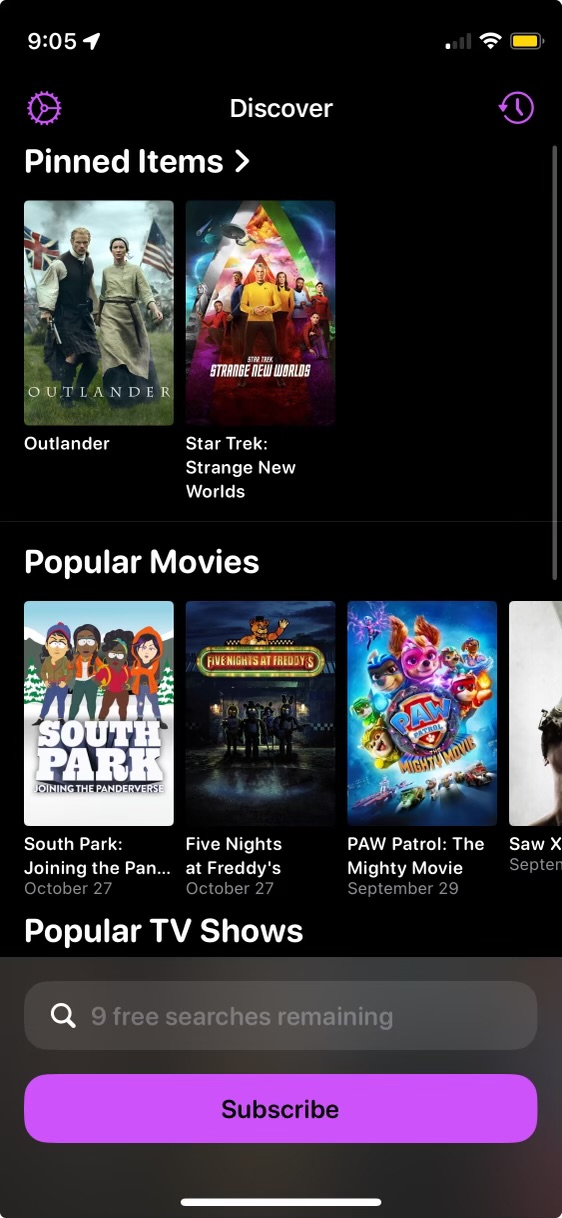 9:05
Discover
Pinned Items
OUTLANDER
STAR TREK
STRANGE NEW WORLDS
Outlander
Star Trek:
Strange New
Worlds
Popular Movies
SOUTH
PARK
JOINING THE PANDERVERSE
FIVE NIGHTS AT FREDDY'S
PAW
PATROL
THE
MIGHTY MOVIE
South Park:
Joining the Pan...
October 27
Five Nights
at Freddy's
October 27
PAW Patrol: The
Mighty Movie
September 29
Saw X
Septem
Popular TV Shows
9 free searches remaining
Subscribe